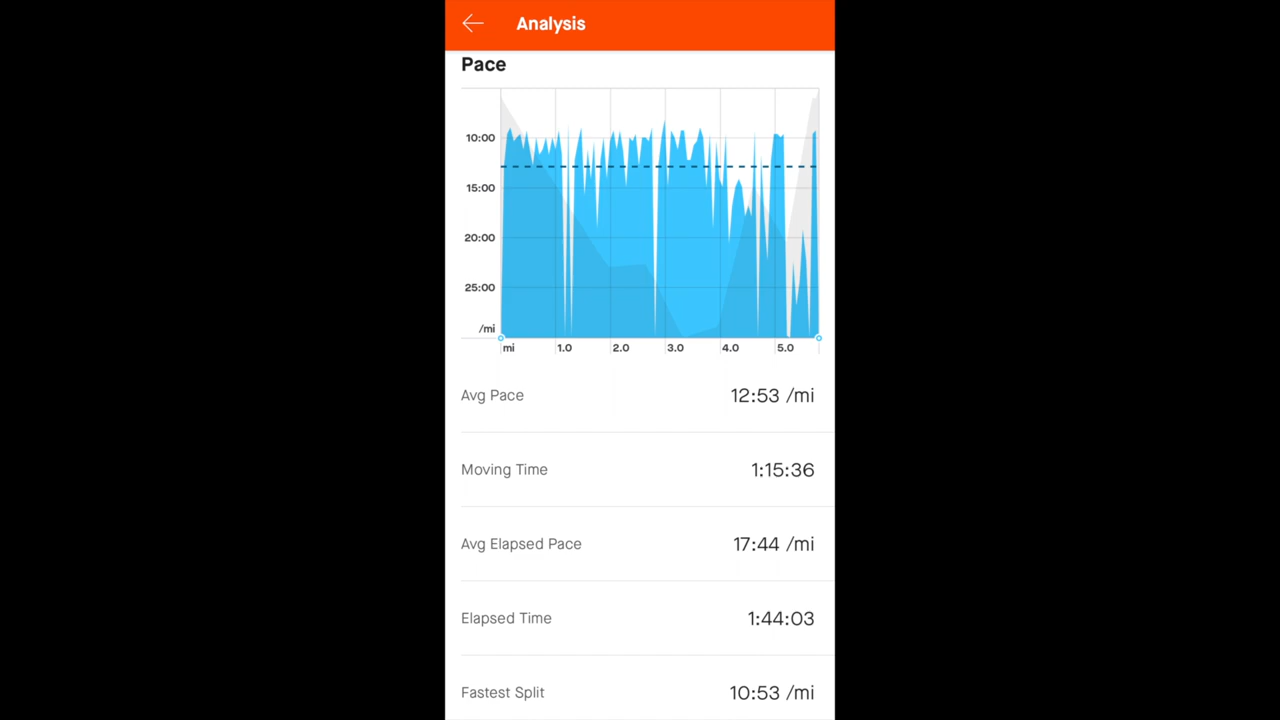 Analysis
Pace
10:00
15:00
20:00
25:00
/mi
mi 1.0 2.0 3.0 4.0 5.0
Avg Pace 12:53 /mi
Moving Time 1:15:36
Avg Elapsed Pace 17:44 /mi
Elapsed Time 1:44:03
Fastest Split 10:53 /mi